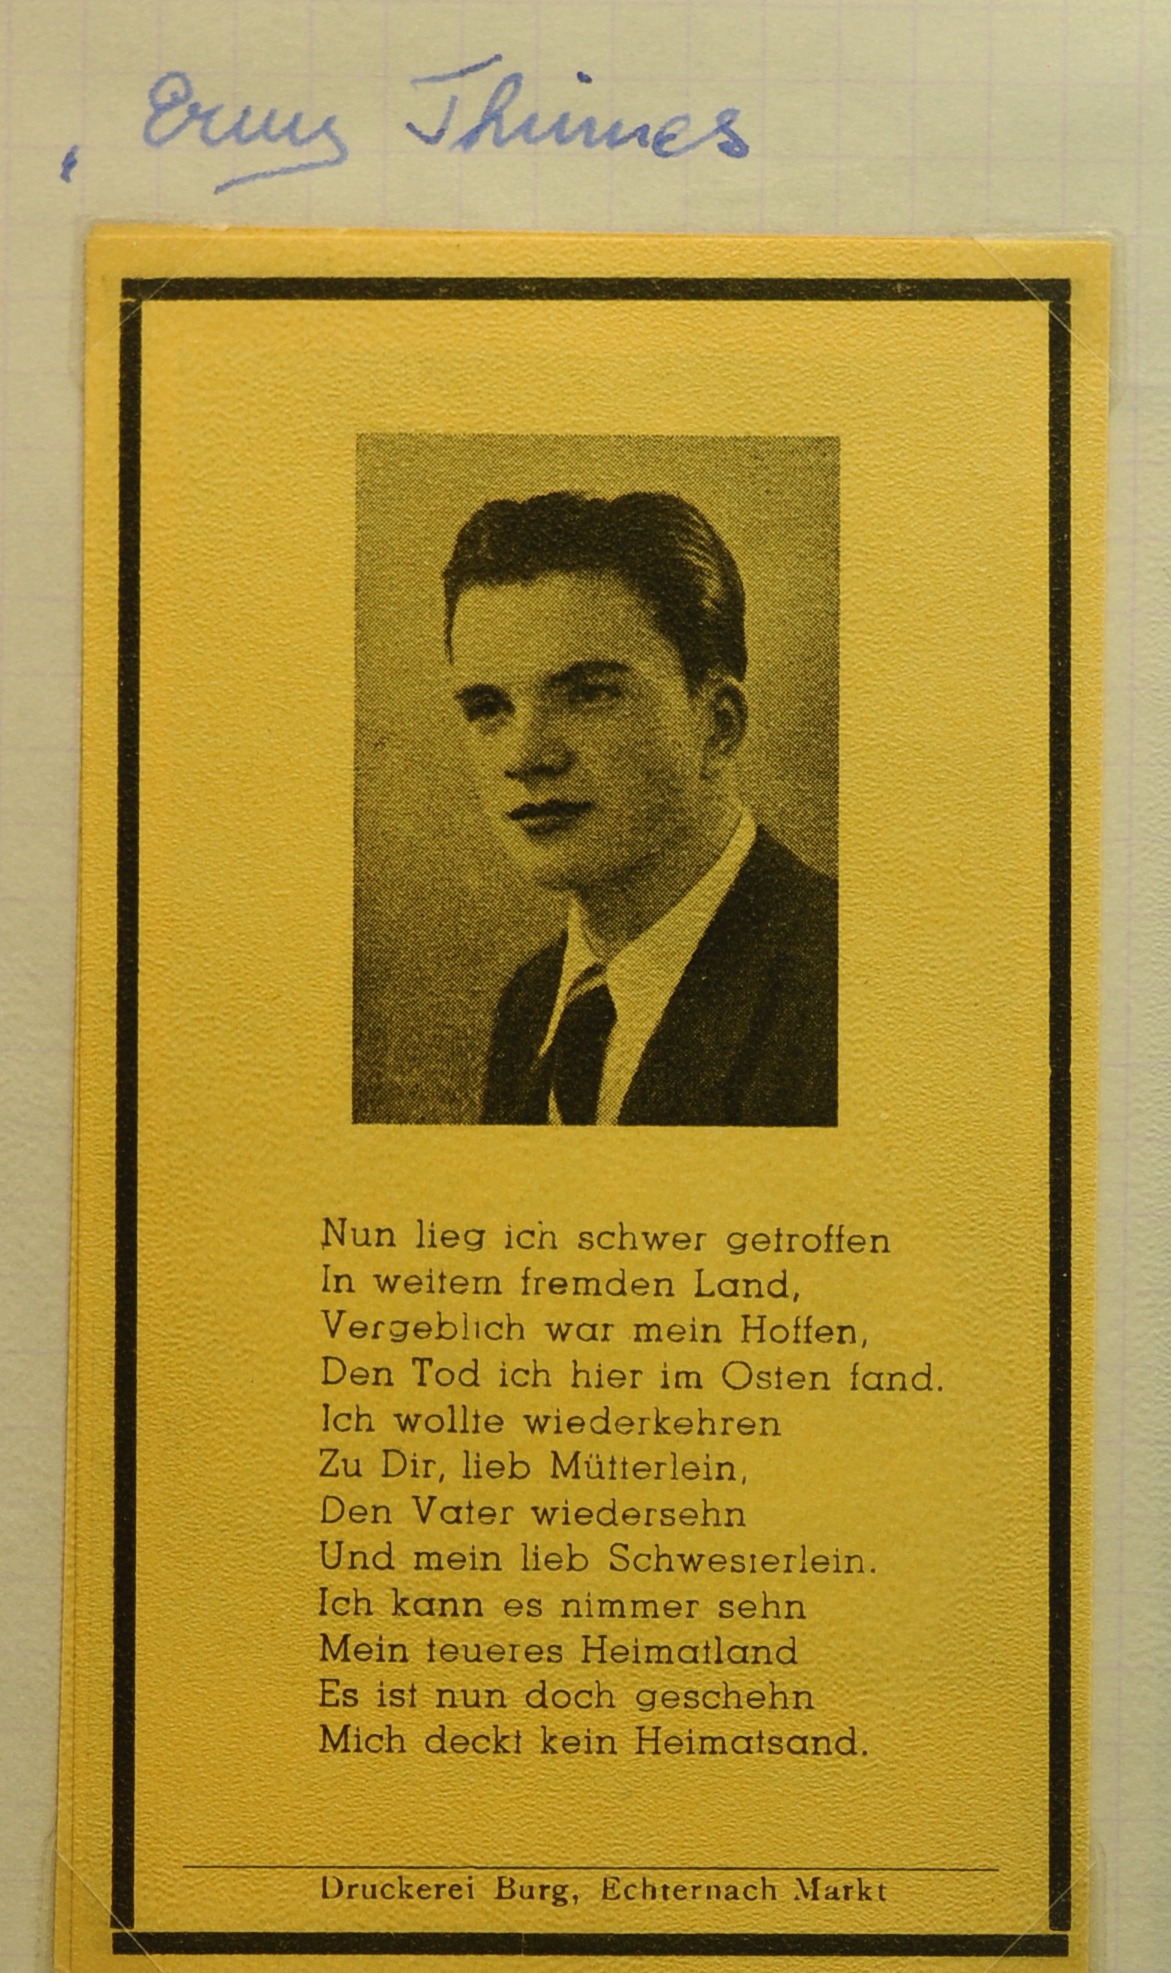 Erny Thimes
Nun lieg ich schwer getroffen
In weitem fremden Land,
Vergeblich war mein Hoffen,
Den Tod ich hier im Osten fand.
Ich wollte wiederkehren
Zu Dir, lieb Mütterlein,
Den Vater wiedersehn
Und mein lieb Schwesterlein.
Ich kann es nimmer sehn
Mein teueres Heimatland
Es ist nun doch geschehn
Mich deckt kein Heimatsand.
Druckerei Burg, Echternach Markt